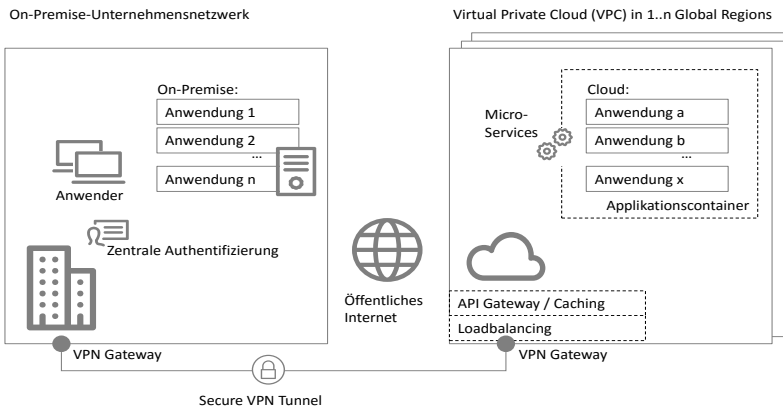 On-Premise-Unternehmensnetzwerk
Virtual Private Cloud (VPC) in 1..n Global Regions
On-Premise:
Anwendung 1
Anwendung 2
...
Anwendung n
Anwender
Zentrale Authentifizierung
VPN Gateway
Öffentliches
Internet
Secure VPN Tunnel
Micro-
Services
Cloud:
Anwendung a
Anwendung b
...
Anwendung x
Applikationscontainer
API Gateway / Caching
Loadbalancing
VPN Gateway